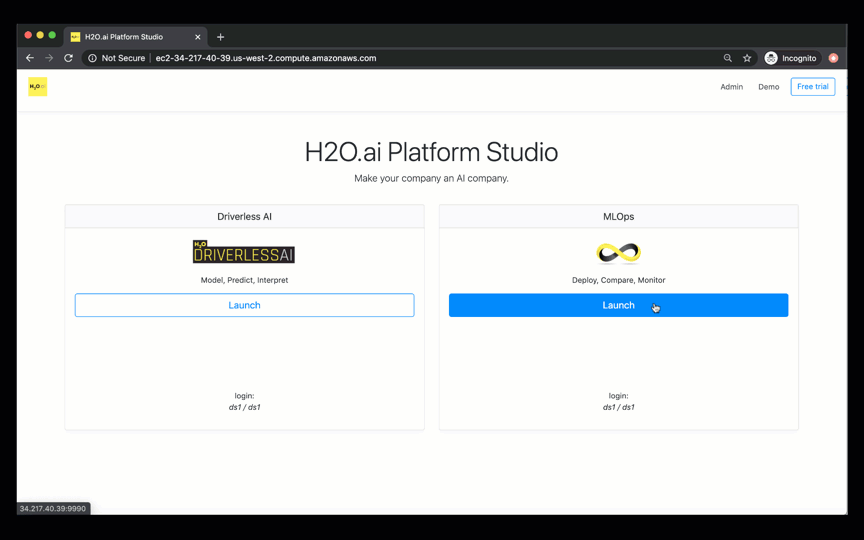 H2O.ai Platform Studio
Not Secure | ec2-34-217-40-39.us-west-2.compute.amazonaws.com
Incognito
H2O.ai
Admin
Demo
Free trial
H2O.ai Platform Studio
Make your company an AI company.
Driverless AI
H2O
DRIVERLESSAI
Model, Predict, Interpret
Launch
login:
ds1 / ds1
MLOps
Deploy, Compare, Monitor
Launch
login:
ds1 / ds1
34.217.40.39:9990